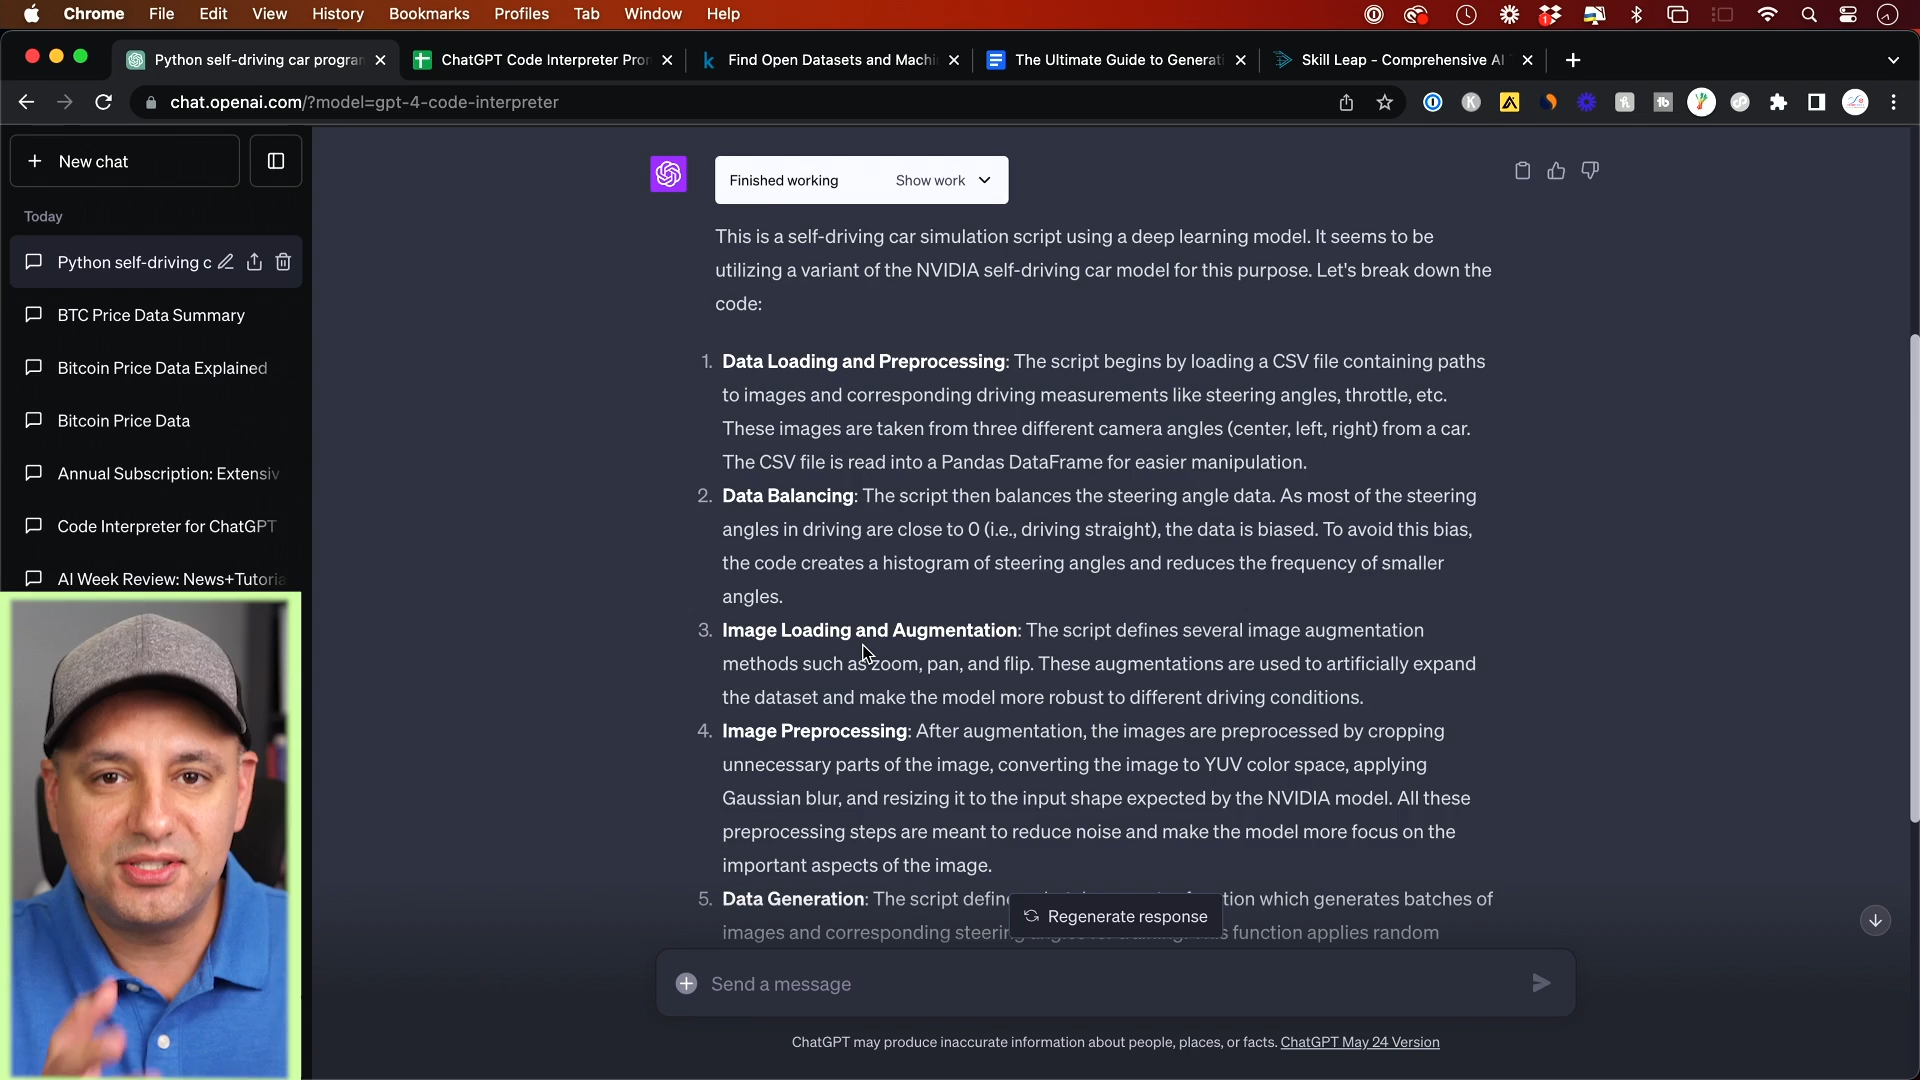 Chrome File Edit View History Bookmarks Profiles Tab Window Help
Python self-driving car progra ChatGPT Code Interpreter Pro Find Open Datasets and Machi The Ultimate Guide to Generati Skill Leap - Comprehensive AI
chat.openai.com/?model=gpt-4-code-interpreter
New chat
Today
Python self-driving c
BTC Price Data Summary
Bitcoin Price Data Explained
Bitcoin Price Data
Annual Subscription: Extensiv
Code Interpreter for ChatGPT
AI Week Review: News+Tutoria
Finished working Show work
This is a self-driving car simulation script using a deep learning model. It seems to be
utilizing a variant of the NVIDIA self-driving car model for this purpose. Let's break down the
code:
1. Data Loading and Preprocessing: The script begins by loading a CSV file containing paths
to images and corresponding driving measurements like steering angles, throttle, etc.
These images are taken from three different camera angles (center, left, right) from a car.
The CSV file is read into a Pandas DataFrame for easier manipulation.
2. Data Balancing: The script then balances the steering angle data. As most of the steering
angles in driving are close to 0 (i.e., driving straight), the data is biased. To avoid this bias,
the code creates a histogram of steering angles and reduces the frequency of smaller
angles.
3. Image Loading and Augmentation: The script defines several image augmentation
methods such as zoom, pan, and flip. These augmentations are used to artificially expand
the dataset and make the model more robust to different driving conditions.
4. Image Preprocessing: After augmentation, the images are preprocessed by cropping
unnecessary parts of the image, converting the image to YUV color space, applying
Gaussian blur, and resizing it to the input shape expected by the NVIDIA model. All these
preprocessing steps are meant to reduce noise and make the model more focus on the
important aspects of the image.
5. Data Generation: The script defin tion which generates batches of
images and corresponding steering function applies random
Regenerate response
Send a message
ChatGPT may produce inaccurate information about people, places, or facts. ChatGPT May 24 Version